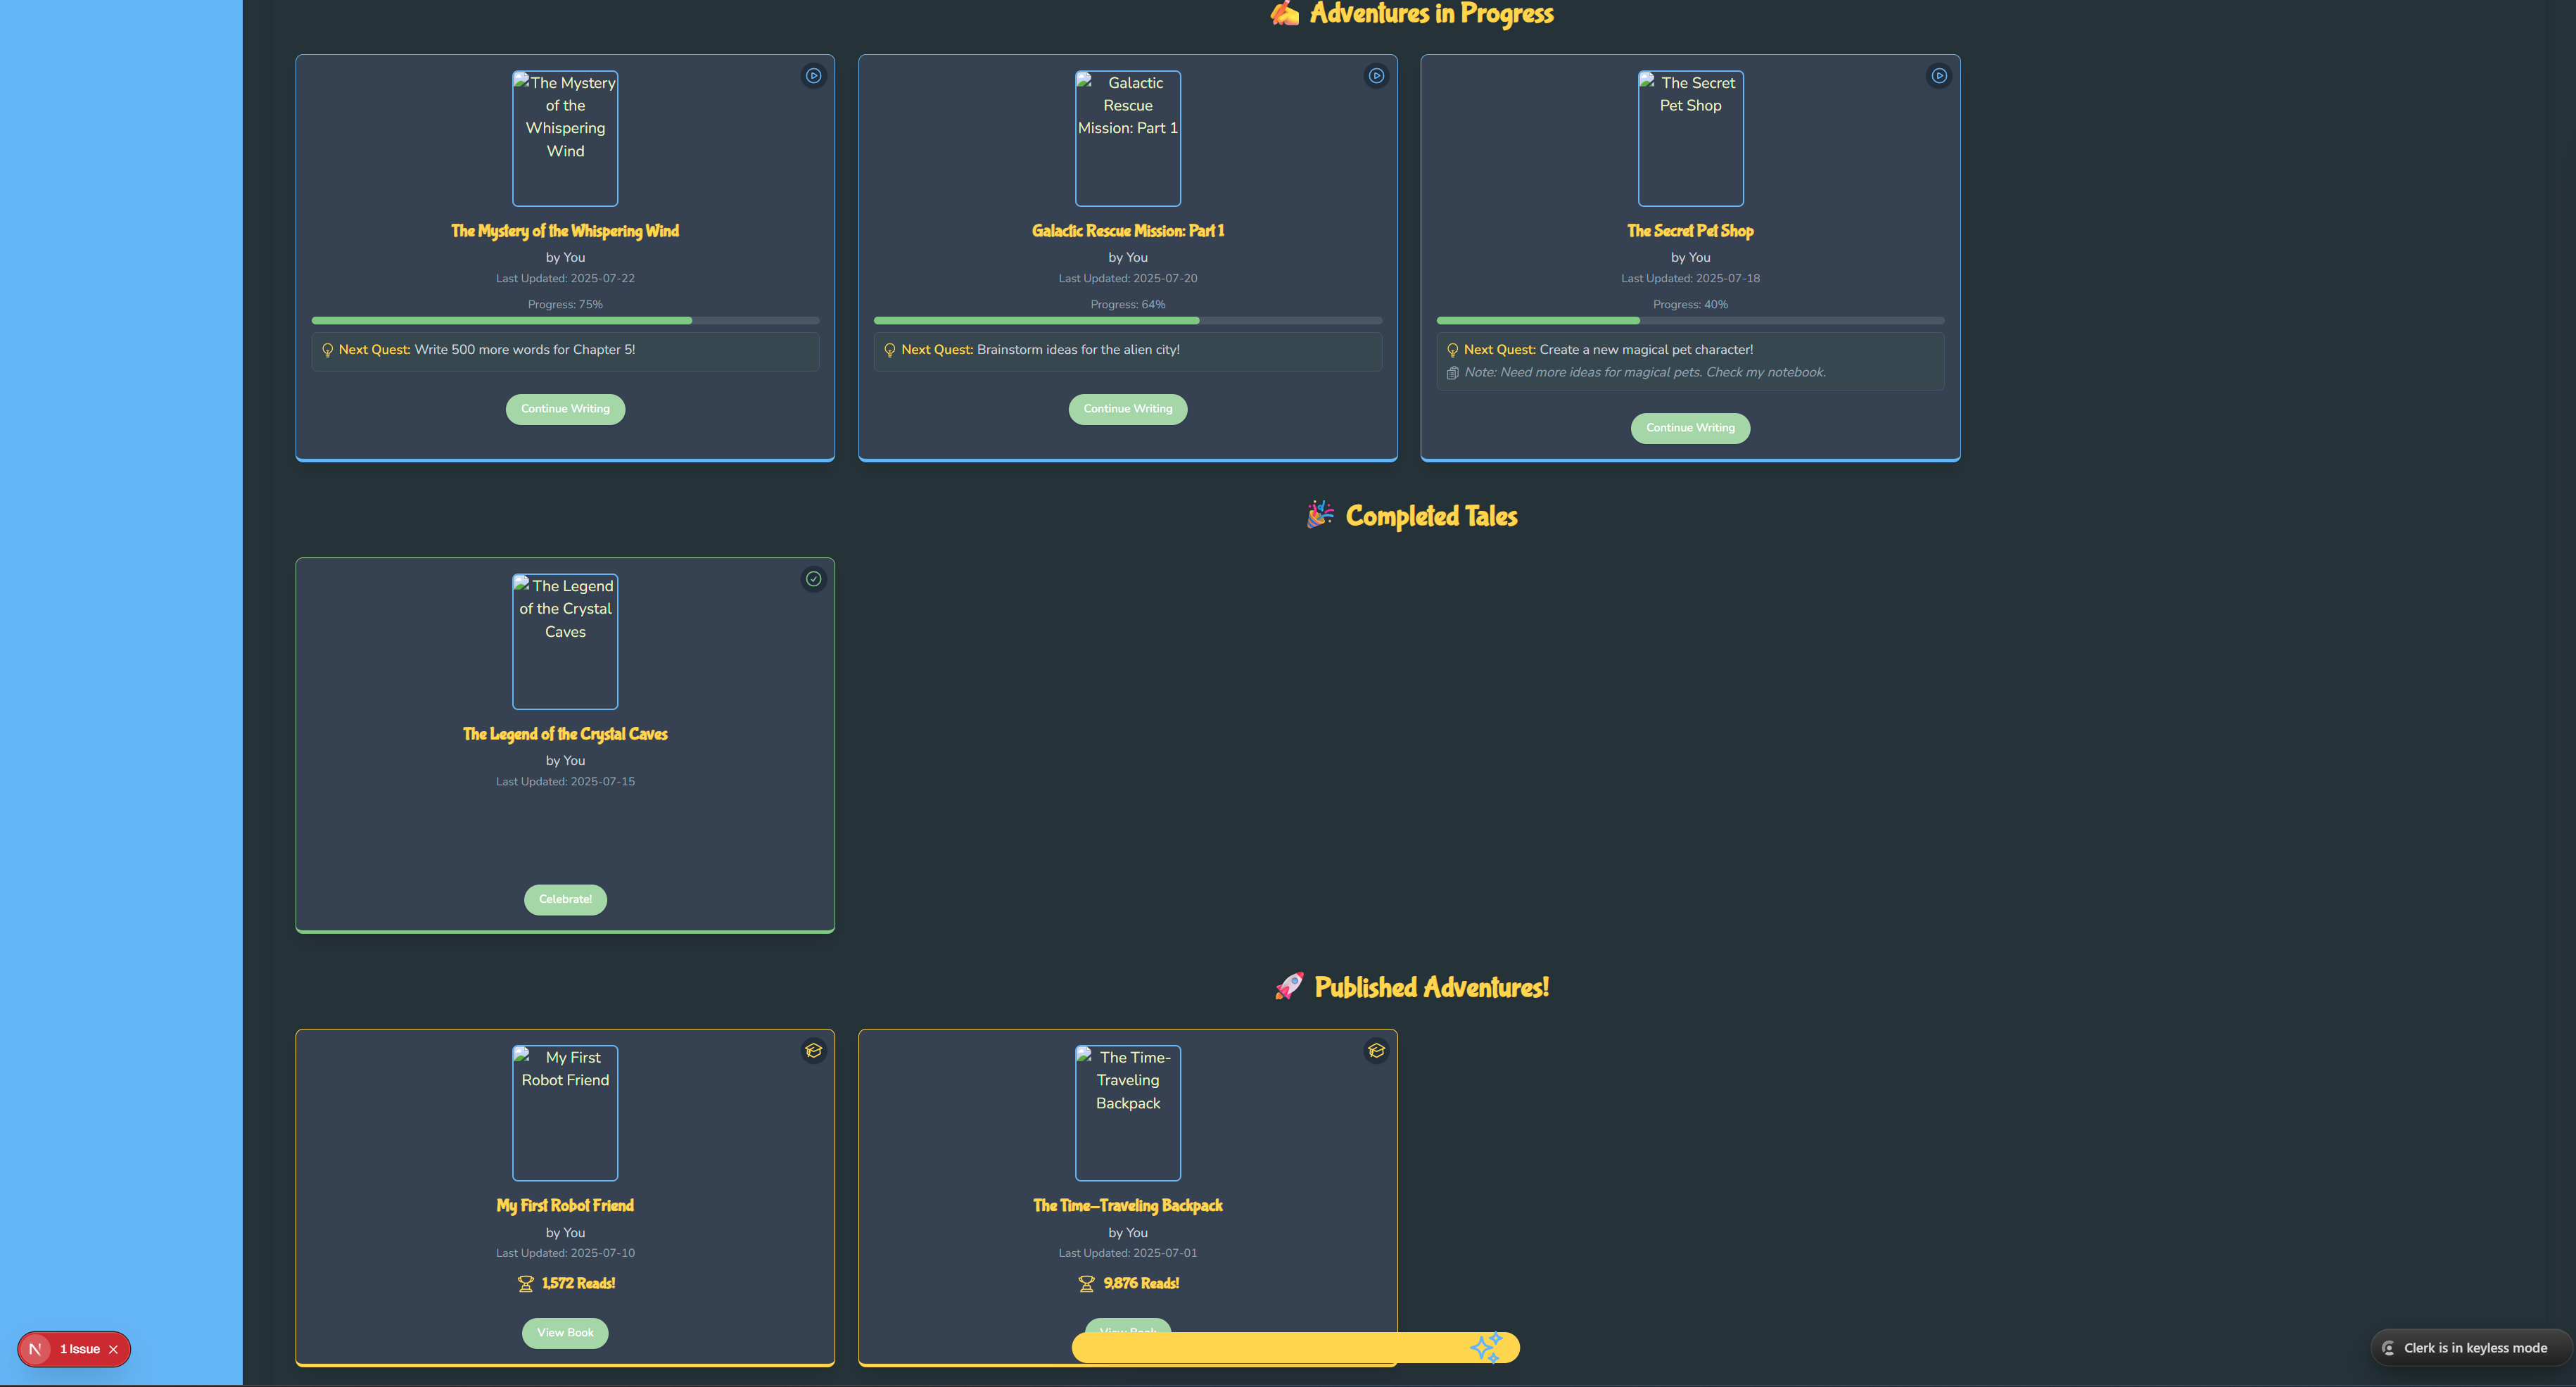 ✍️ Adventures in Progress
The Mystery
of the
Whispering
Wind
The Mystery of the Whispering Wind
by You
Last Updated: 2025-07-22
Progress: 75%
Next Quest: Write 500 more words for Chapter 5!
Continue Writing
Galactic
Rescue
Mission: Part 1
Galactic Rescue Mission: Part 1
by You
Last Updated: 2025-07-20
Progress: 64%
Next Quest: Brainstorm ideas for the alien city!
Continue Writing
The Secret
Pet Shop
The Secret Pet Shop
by You
Last Updated: 2025-07-18
Progress: 40%
Next Quest: Create a new magical pet character!
Note: Need more ideas for magical pets. Check my notebook.
Continue Writing
🎉 Completed Tales
The Legend
of the Crystal
Caves
The Legend of the Crystal Caves
by You
Last Updated: 2025-07-15
Celebrate!
🚀 Published Adventures!
My First
Robot Friend
My First Robot Friend
by You
Last Updated: 2025-07-10
1,572 Reads!
View Book
The Time-
Traveling
Backpack
The Time-Traveling Backpack
by You
Last Updated: 2025-07-01
9,876 Reads!
View Book
N 1 Issue
Clerk is in keyless mode